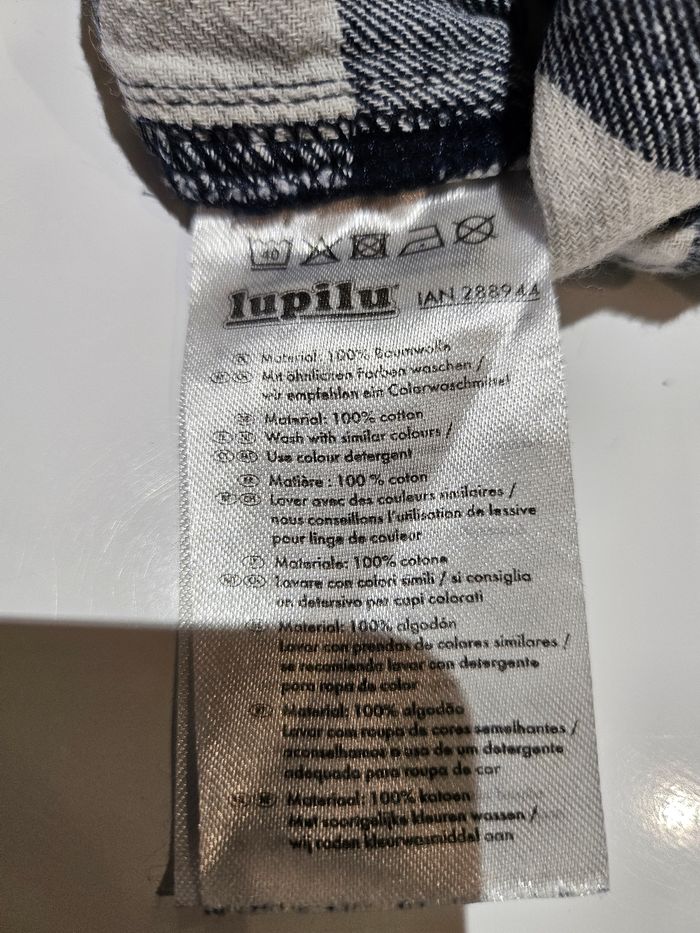 40
lupilu IAN 288944
Material: 100% Baumwolle
Mit ähnlichen Farben waschen /
wir empfehlen ein Colorwaschmittel
Material: 100% cotton
Wash with similar colours /
Use colour detergent
Matière : 100 % coton
Laver avec des couleurs similaires /
nous conseillons l'utilisation de lessive
pour linge de couleur
Materiale: 100% cotone
Lavare con colori simili / si consiglia
un detersivo per capi colorati
Material: 100% algodón
Lavar con prendas de colores similares /
se recomienda lavar con detergente
para ropa de color
Material: 100% algodão
Lavar com roupa de cores semelhantes /
aconselhamos o uso de um detergente
adequado para roupa de cor
Materiaal: 100% katoen
Met soortgelijke kleuren wassen /
wij raden kleurwasmiddel aan